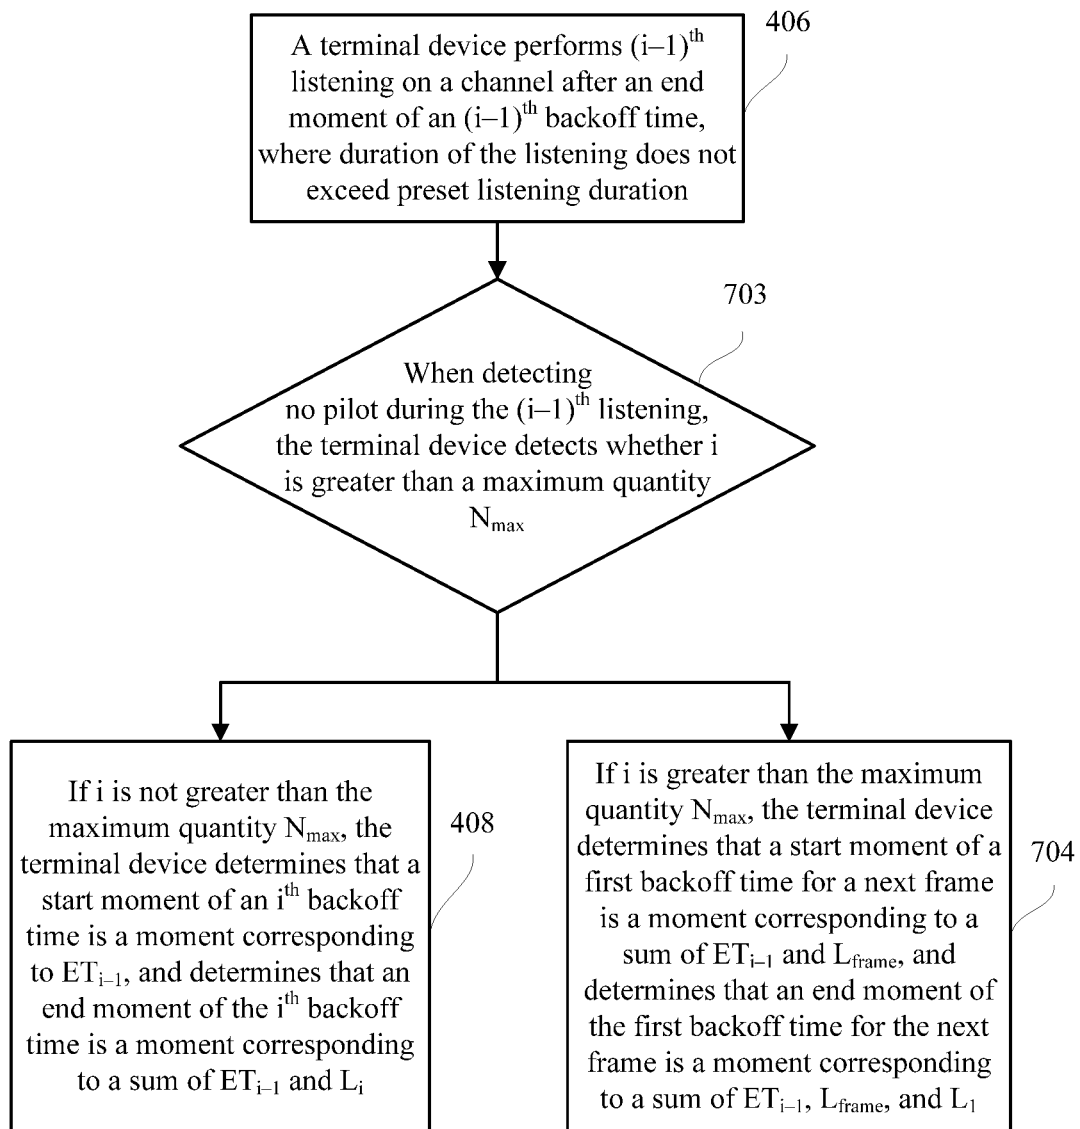 406
A terminal device performs (i–1)th
listening on a channel after an end
moment of an (i–1)th backoff time,
where duration of the listening does not
exceed preset listening duration
703
When detecting
no pilot during the (i–1)th listening,
the terminal device detects whether i
is greater than a maximum quantity
Nmax
If i is not greater than the
maximum quantity Nmax, the
terminal device determines that a
start moment of an ith backoff
time is a moment corresponding
to ETi–1, and determines that an
end moment of the ith backoff
time is a moment corresponding
to a sum of ETi–1 and Li
408
If i is greater than the maximum
quantity Nmax, the terminal device
determines that a start moment of a
first backoff time for a next frame
is a moment corresponding to a
sum of ETi–1 and Lframe, and
determines that an end moment of
the first backoff time for the next
frame is a moment corresponding
to a sum of ETi–1, Lframe, and L1
704